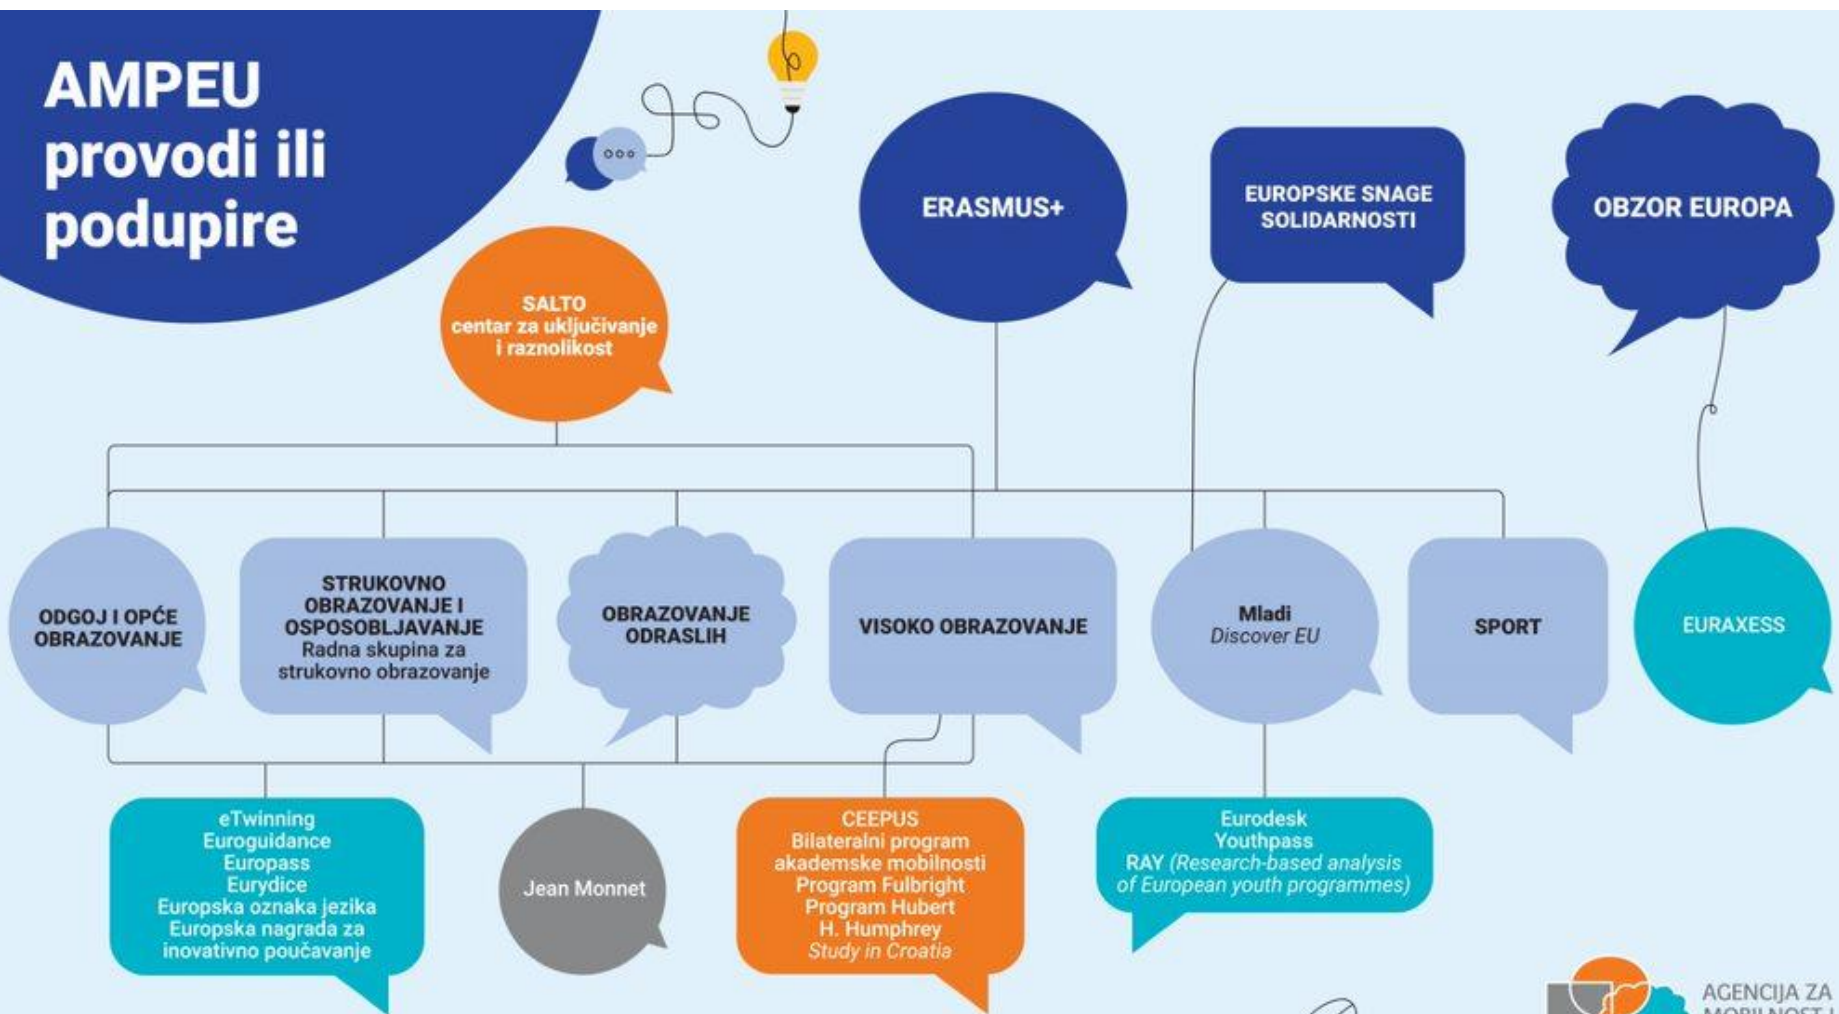 AMPEU
provodi ili
podupire
SALTO
centar za uključivanje
i raznolikost
ERASMUS+
EUROPSKE SNAGE
SOLIDARNOSTI
OBZOR EUROPA
ODGOJ I OPĆE
OBRAZOVANJE
STRUKOVNO
OBRAZOVANJE I
OSPOSOBLJAVANJE
Radna skupina za
strukovno obrazovanje
OBRAZOVANJE
ODRASLIH
VISOKO OBRAZOVANJE
Mladi
Discover EU
SPORT
EURAXESS
eTwinning
Euroguidance
Europass
Eurydice
Europska oznaka jezika
Europska nagrada za
inovativno poučavanje
Jean Monnet
CEEPUS
Bilateralni program
akademske mobilnosti
Program Fulbright
Program Hubert
H. Humphrey
Study in Croatia
Eurodesk
Youthpass
RAY (Research-based analysis
of European youth programmes)
AGENCIJA ZA